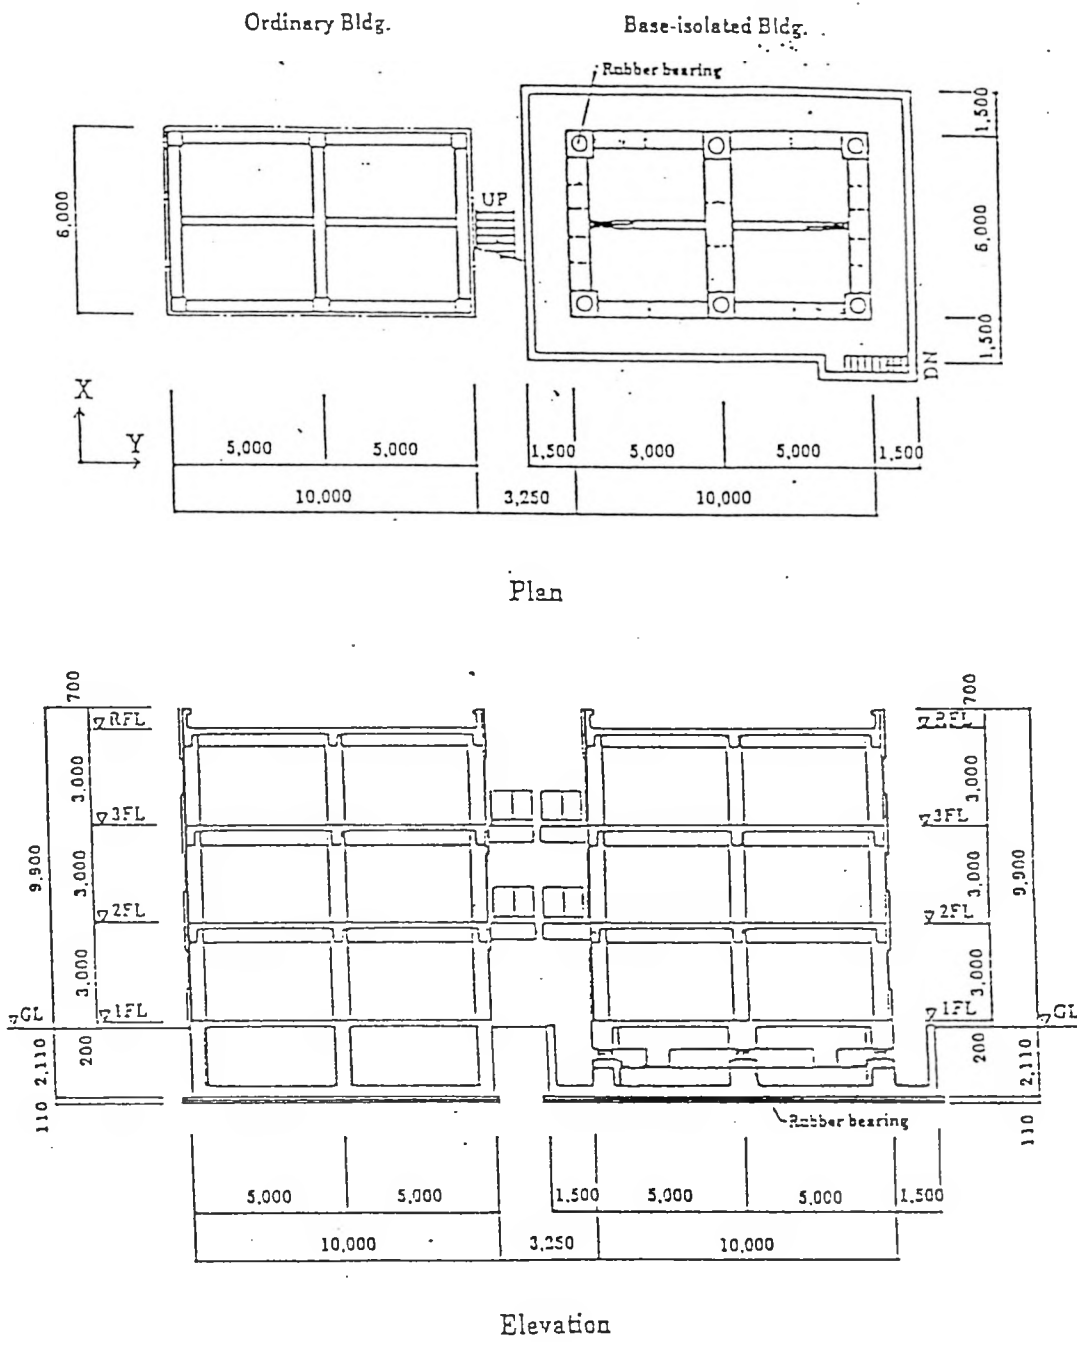 Ordinary Bldg.
Base-isolated Bldg.
Rubber bearing
1,500
6,000
UP
6,000
1,500
DN
X
Y
5,000
5,000
1,500
5,000
5,000
1,500
10,000
3,250
10,000
Plan
700
RFL
3,000
3FL
9,900
3,000
2FL
3,000
GL
1FL
2,110
200
110
700
RFL
3,000
3FL
3,000
9,900
2FL
3,000
1FL
GL
200
2,110
110
Rubber bearing
5,000
5,000
1,500
5,000
5,000
1,500
10,000
3,250
10,000
Elevation